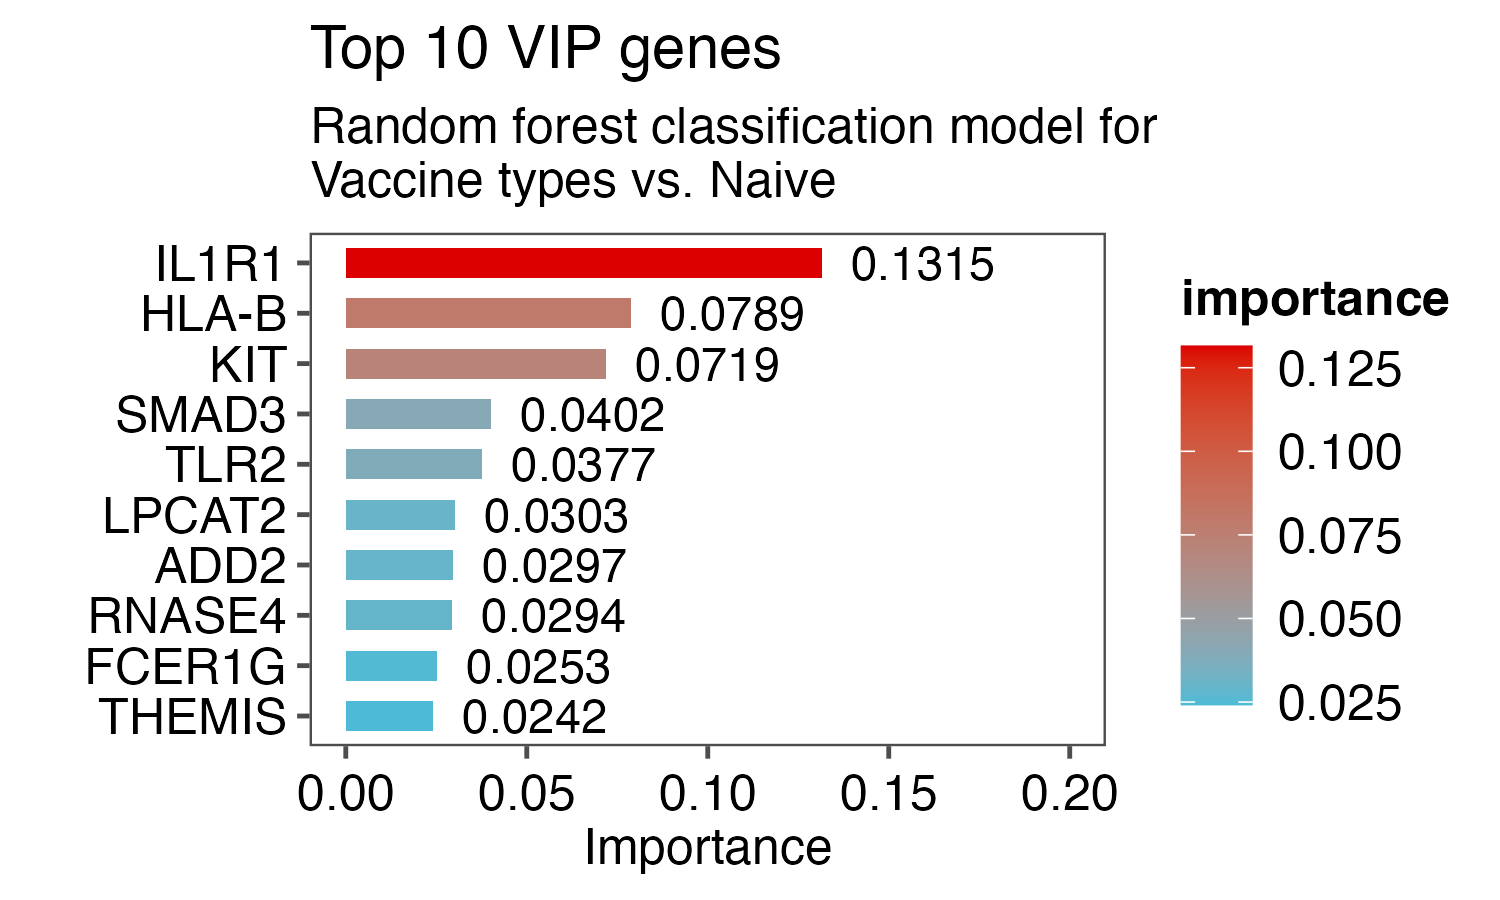 Top 10 VIP genes
Random forest classification model for
Vaccine types vs. Naive
IL1R1 0.1315
HLA-B 0.0789
KIT 0.0719
SMAD3 0.0402
TLR2 0.0377
LPCAT2 0.0303
ADD2 0.0297
RNASE4 0.0294
FCER1G 0.0253
THEMIS 0.0242
0.00 0.05 0.10 0.15 0.20
Importance
importance
0.125
0.100
0.075
0.050
0.025